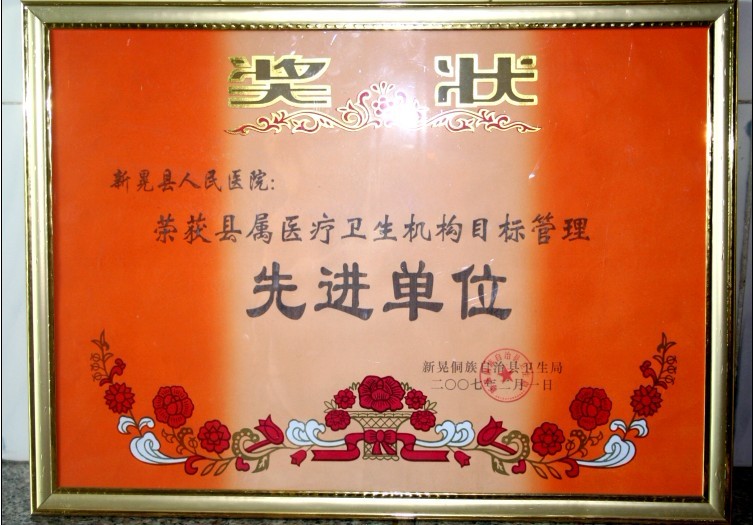 奖 状
新晃县人民医院:
荣获县属医疗卫生机构目标管理
先进单位
新晃侗族自治县卫生局
二〇〇七年二月一日